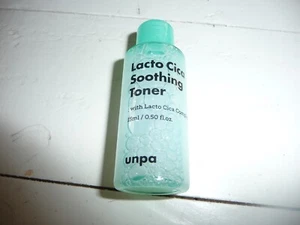 Lacto Cica
Soothing
Toner
with Lacto Cica
/ 0.50 fl.oz.
unpa